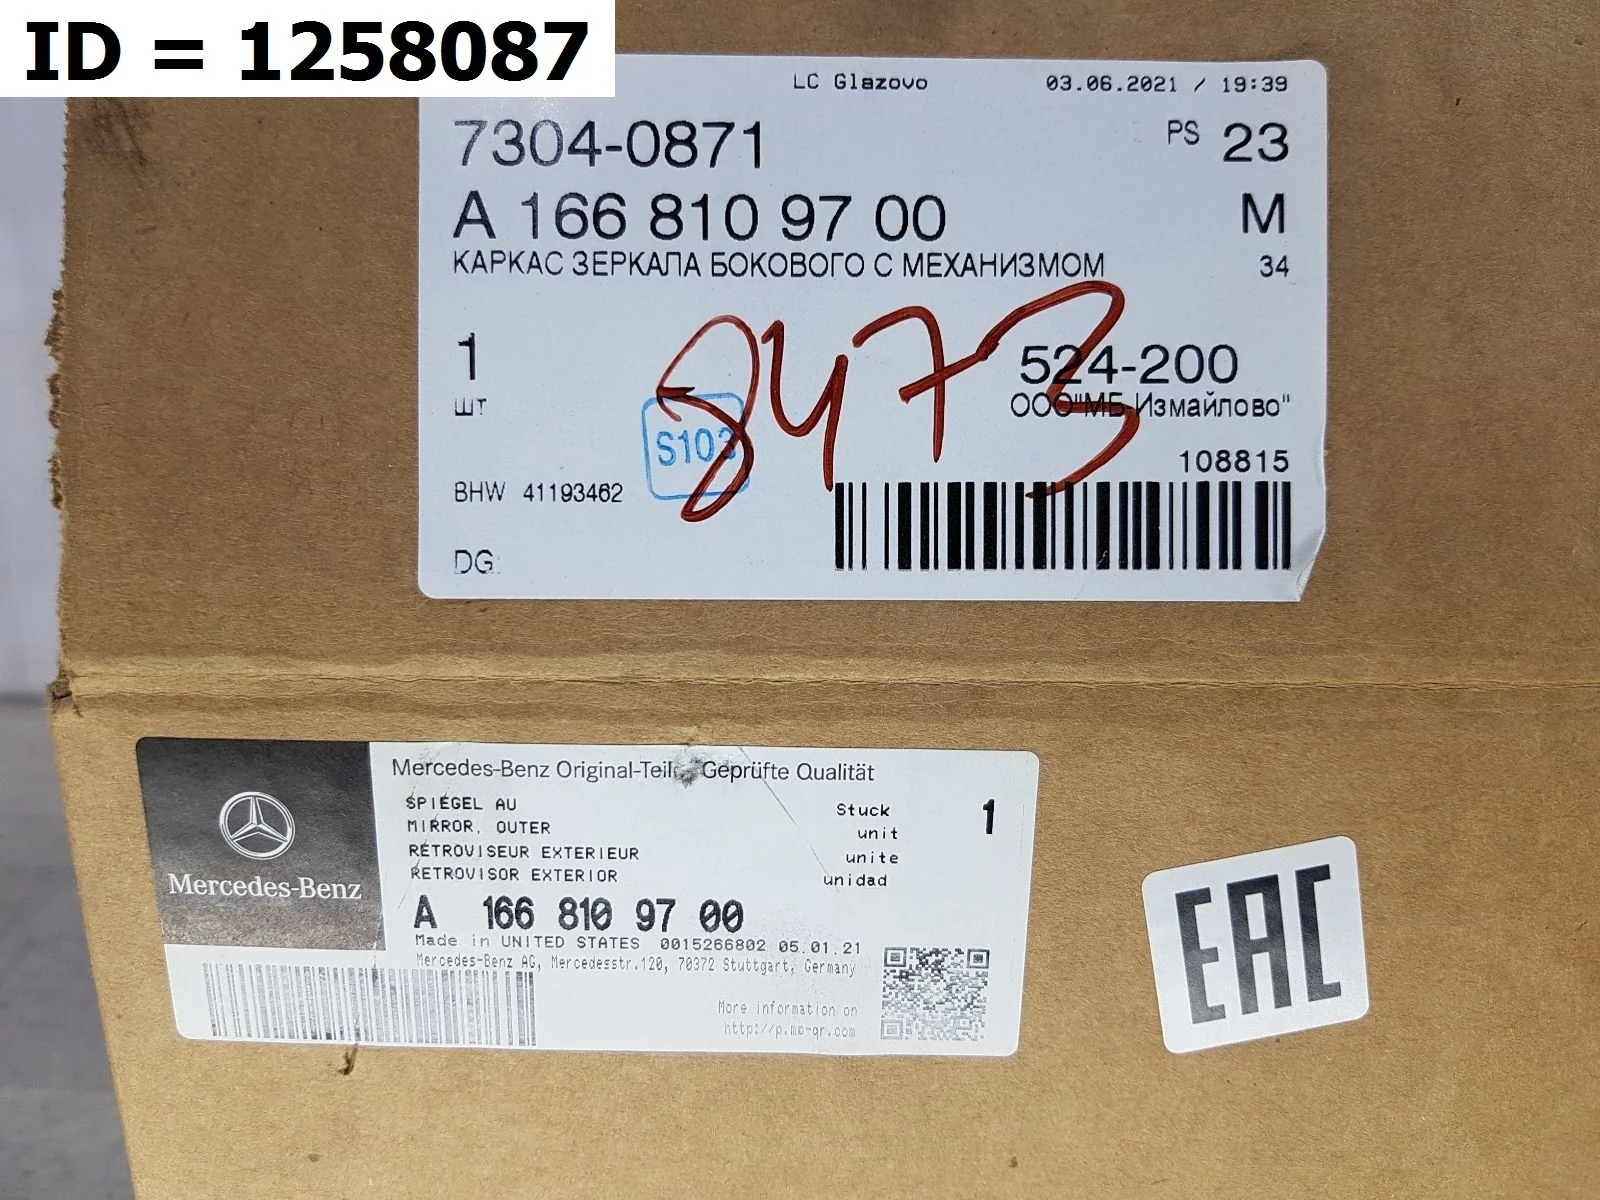 ID = 1258087
LC Glazovo 03.06.2021 / 19:39
7304-0871 PS 23
A 166 810 97 00 M
КАРКАС ЗЕРКАЛА БОКОВОГО С МЕХАНИЗМОМ 34
8473
1 524-200
шт ООО"МБ-Измайлово"
S103
108815
BHW 41193462
DG:
Mercedes-Benz Original-Teile Geprüfte Qualität
SPIEGEL AU Stuck 1
MIRROR, OUTER unit
RETROVISEUR EXTERIEUR unite
RETROVISOR EXTERIOR unidad
Mercedes-Benz
A 166 810 97 00
Made in UNITED STATES 0015266802 05.01.21
Mercedes-Benz AG, Mercedesstr.120, 70372 Stuttgart, Germany
More information on
http://p.mb-qr.com
EAC